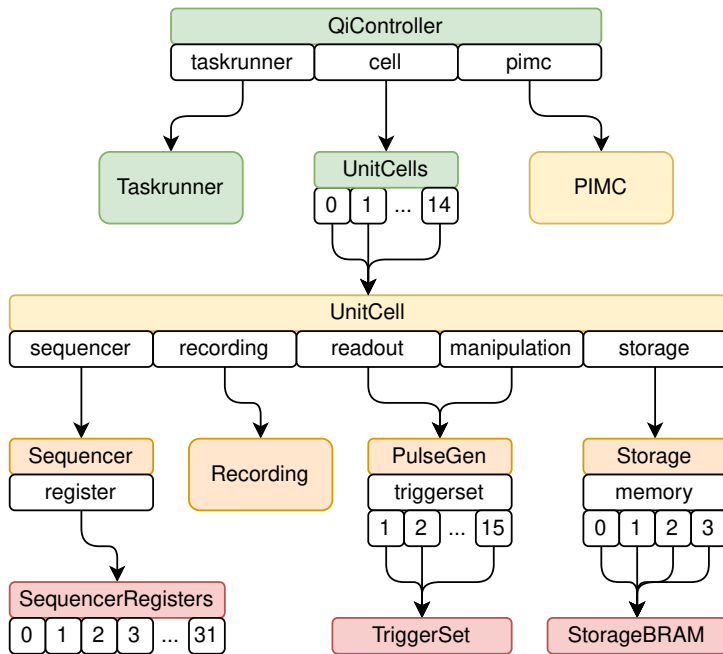 QiController
taskrunner cell pimc
Taskrunner UnitCells PIMC
0 1 ... 14
UnitCell
sequencer recording readout manipulation storage
Sequencer Recording PulseGen Storage
register triggerset memory
1 2 ... 15 0 1 2 3
SequencerRegisters TriggerSet StorageBRAM
0 1 2 3 ... 31